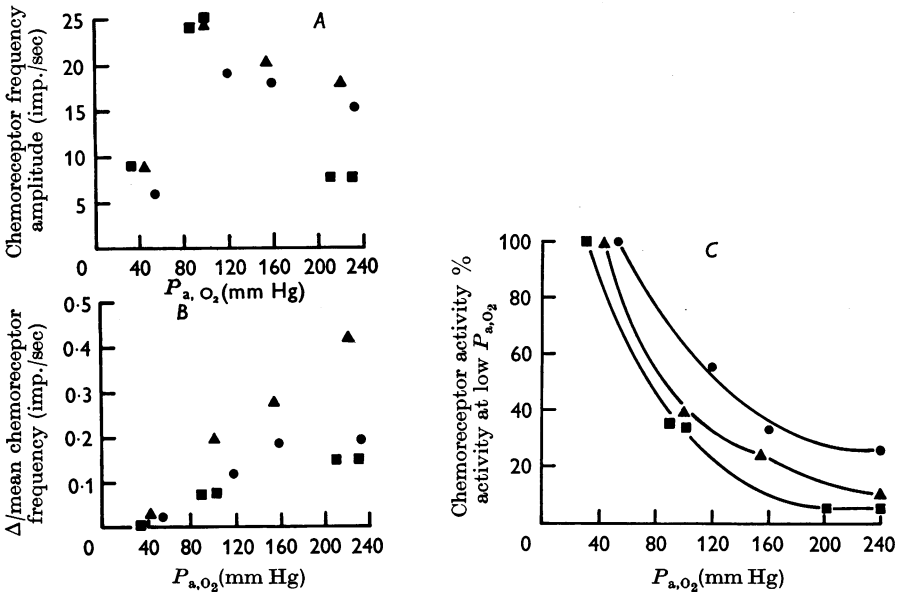 A
Chemoreceptor frequency
amplitude (imp./sec)
25
20
15
10
5
0 40 80 120 160 200 240
Pa, O2 (mm Hg)
B
Δ/mean chemoreceptor
frequency (imp./sec)
0·5
0·4
0·3
0·2
0·1
0 40 80 120 160 200 240
Pa,O2 (mm Hg)
C
Chemoreceptor activity %
activity at low Pa,O2
100
80
60
40
20
0 40 80 120 160 200 240
Pa,O2 (mm Hg)